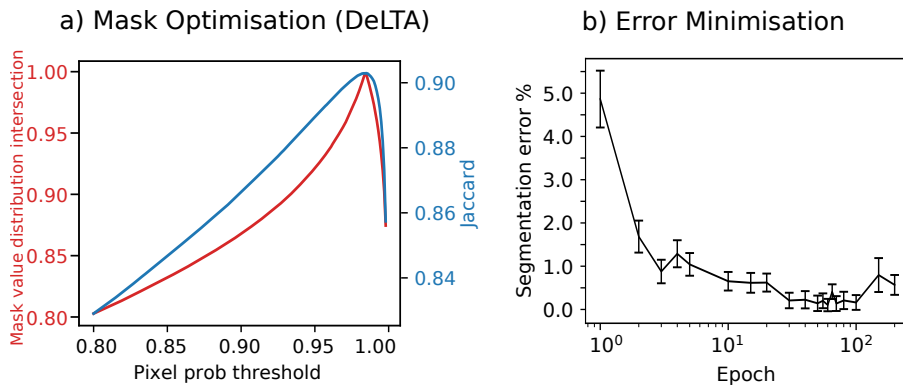 a) Mask Optimisation (DeLTA)
Mask value distribution intersection
1.00
0.95
0.90
0.85
0.80
0.80 0.85 0.90 0.95 1.00
Pixel prob threshold
0.90
0.88
0.86
0.84
Jaccard
b) Error Minimisation
Segmentation error %
5.0
4.0
3.0
2.0
1.0
0.0
10⁰ 10¹ 10²
Epoch